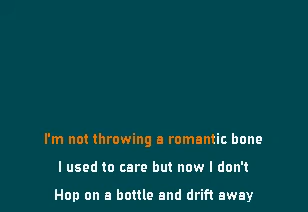 I'm not throwing a romantic bone
I used to care but now I don't
Hop on a bottle and drift away